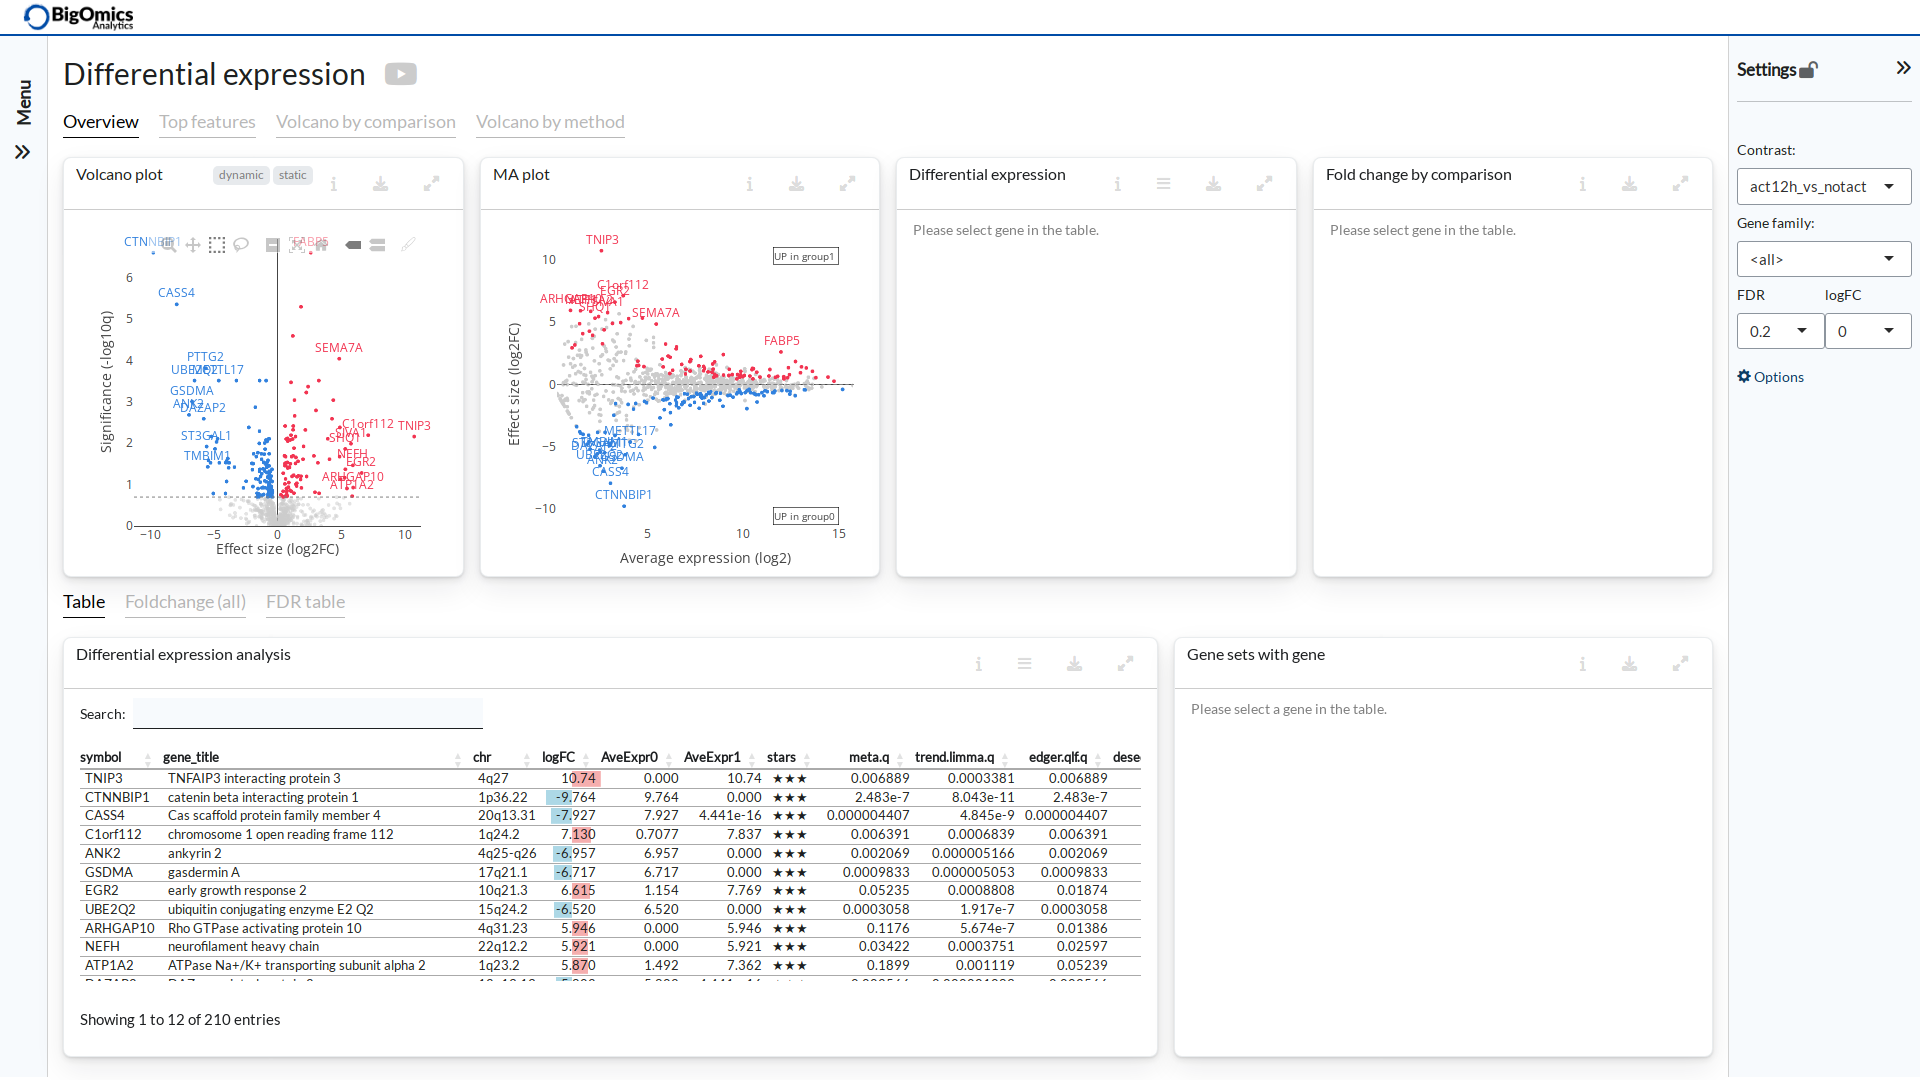 BigOmics
Analytics
Menu
Differential expression
Overview Top features Volcano by comparison Volcano by method
Volcano plot dynamic static
CASS4
SEMA7A
PTTG2
GSDMA
DAZAP2
C1orf112 TNIP3
SHQ1
ST3GAL1
NEFH
EGR2
TMBIM1
ARHGAP10
ATP1A2
6
5
4
3
2
1
0
−10 −5 0 5 10
Significance (-log10q)
Effect size (log2FC)
MA plot
TNIP3
UP in group1
C1orf112
EGR2
SHQ1
SEMA7A
FABP5
METTL17
CASS4
CTNNBIP1
UP in group0
10
5
0
−5
−10
5 10 15
Effect size (log2FC)
Average expression (log2)
Differential expression
Please select gene in the table.
Fold change by comparison
Please select gene in the table.
Table Foldchange (all) FDR table
Differential expression analysis
Search:
symbol gene_title chr logFC AveExpr0 AveExpr1 stars meta.q trend.limma.q edger.qlf.q dese
TNIP3 TNFAIP3 interacting protein 3 4q27 10.74 0.000 10.74 ★★★ 0.006889 0.0003381 0.006889
CTNNBIP1 catenin beta interacting protein 1 1p36.22 -9.764 9.764 0.000 ★★★ 2.483e-7 8.043e-11 2.483e-7
CASS4 Cas scaffold protein family member 4 20q13.31 -7.927 7.927 4.441e-16 ★★★ 0.000004407 4.845e-9 0.000004407
C1orf112 chromosome 1 open reading frame 112 1q24.2 7.130 0.7077 7.837 ★★★ 0.006391 0.0006839 0.006391
ANK2 ankyrin 2 4q25-q26 -6.957 6.957 0.000 ★★★ 0.002069 0.000005166 0.002069
GSDMA gasdermin A 17q21.1 -6.717 6.717 0.000 ★★★ 0.0009833 0.000005053 0.0009833
EGR2 early growth response 2 10q21.3 6.615 1.154 7.769 ★★★ 0.05235 0.0008808 0.01874
UBE2Q2 ubiquitin conjugating enzyme E2 Q2 15q24.2 -6.520 6.520 0.000 ★★★ 0.0003058 1.917e-7 0.0003058
ARHGAP10 Rho GTPase activating protein 10 4q31.23 5.946 0.000 5.946 ★★★ 0.1176 5.674e-7 0.01386
NEFH neurofilament heavy chain 22q12.2 5.921 0.000 5.921 ★★★ 0.03422 0.0003751 0.02597
ATP1A2 ATPase Na+/K+ transporting subunit alpha 2 1q23.2 5.870 1.492 7.362 ★★★ 0.1899 0.001119 0.05239
Showing 1 to 12 of 210 entries
Gene sets with gene
Please select a gene in the table.
Settings
Contrast:
act12h_vs_notact
Gene family:
<all>
FDR logFC
0.2 0
Options